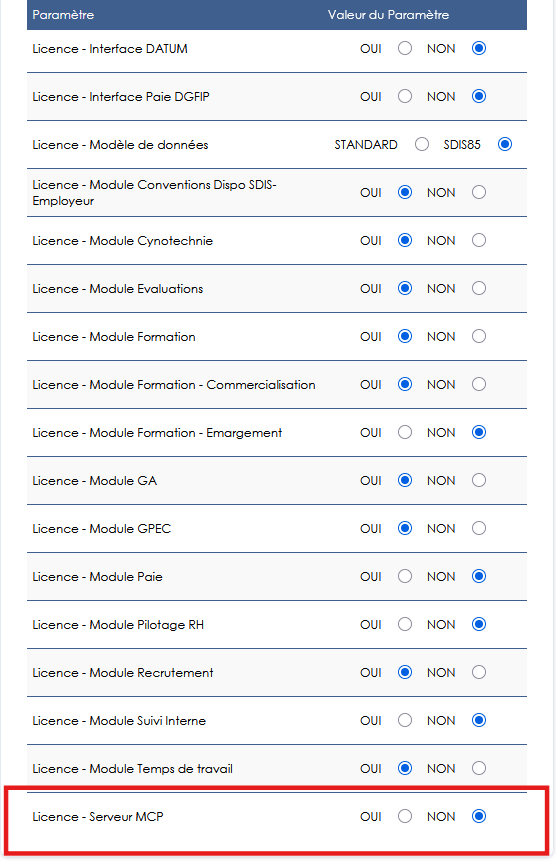 Paramètre Valeur du Paramètre
Licence - Interface DATUM OUI NON
Licence - Interface Paie DGFIP OUI NON
Licence - Modèle de données STANDARD SDIS85
Licence - Module Conventions Dispo SDIS-
Employeur OUI NON
Licence - Module Cynotechnie OUI NON
Licence - Module Evaluations OUI NON
Licence - Module Formation OUI NON
Licence - Module Formation - Commercialisation OUI NON
Licence - Module Formation - Emargement OUI NON
Licence - Module GA OUI NON
Licence - Module GPEC OUI NON
Licence - Module Paie OUI NON
Licence - Module Pilotage RH OUI NON
Licence - Module Recrutement OUI NON
Licence - Module Suivi Interne OUI NON
Licence - Module Temps de travail OUI NON
Licence - Serveur MCP OUI NON